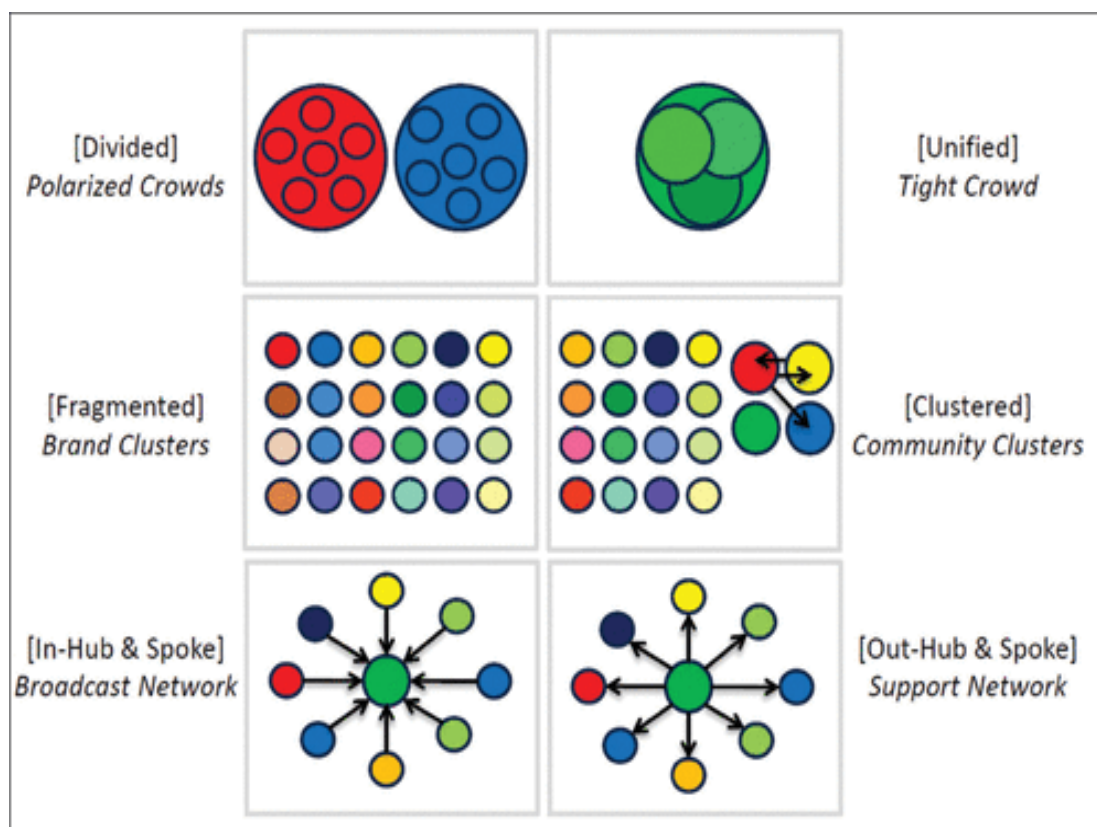 [Divided]
Polarized Crowds
[Unified]
Tight Crowd
[Fragmented]
Brand Clusters
[Clustered]
Community Clusters
[In-Hub & Spoke]
Broadcast Network
[Out-Hub & Spoke]
Support Network